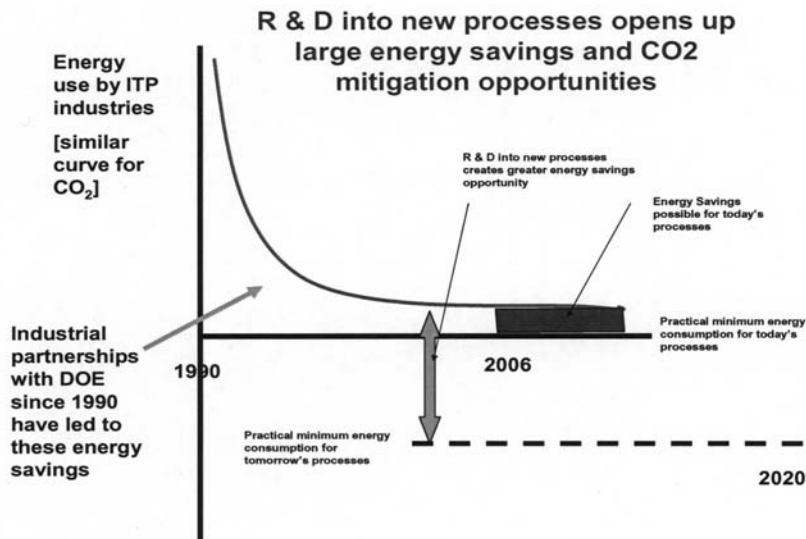 R & D into new processes opens up
large energy savings and CO2
mitigation opportunities
Energy
use by ITP
industries
[similar
curve for
CO₂]
R & D into new processes
creates greater energy savings
opportunity
Energy Savings
possible for today's
processes
Practical minimum energy
consumption for today's
processes
Industrial
partnerships
with DOE
since 1990
have led to
these energy
savings
1990
2006
Practical minimum energy
consumption for
tomorrow's processes
2020